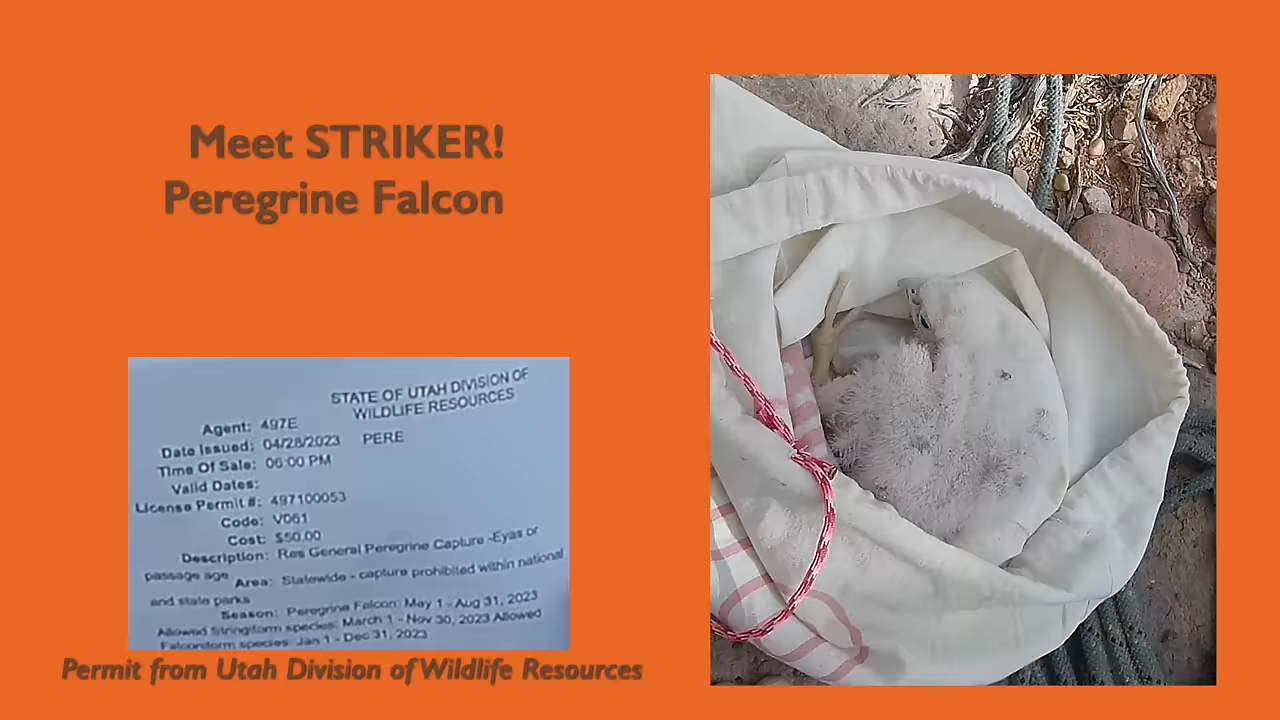 Meet STRIKER!
Peregrine Falcon
STATE OF UTAH DIVISION OF
WILDLIFE RESOURCES
Agent: 497E
Date Issued: 04/28/2023 PERE
Time Of Sale: 06:00 PM
Valid Dates:
License Permit #: 497100053
Code: V061
Cost: $50.00
Description: Res General Peregrine Capture -Eyas or
passage age
Area: Statewide - capture prohibited within national
and state parks
Season: Peregrine Falcon: May 1 - Aug 31, 2023
Allowed Strigiform species: March 1 - Nov 30, 2023 Allowed
Falconiform species: Jan 1 - Dec 31, 2023
Permit from Utah Division of Wildlife Resources